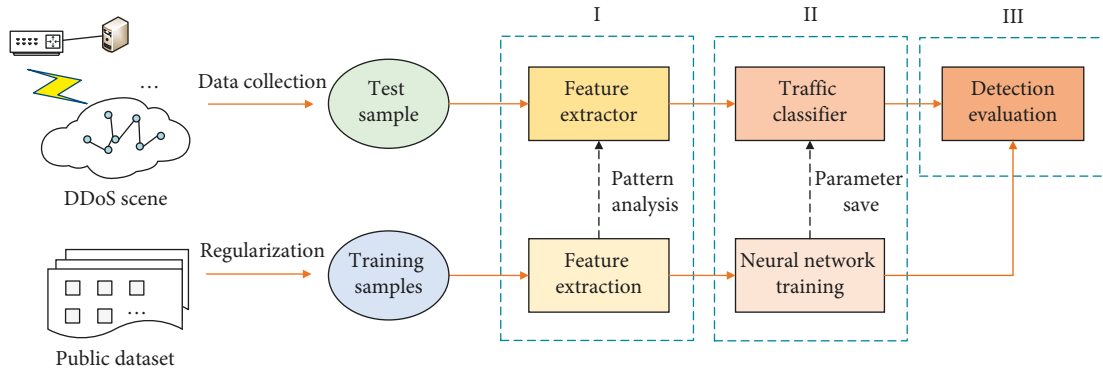 I
II
III
Data collection
Test
sample
Feature
extractor
Traffic
classifier
Detection
evaluation
...
DDoS scene
Pattern
analysis
Parameter
save
Regularization
Training
samples
Feature
extraction
Neural network
training
...
Public dataset